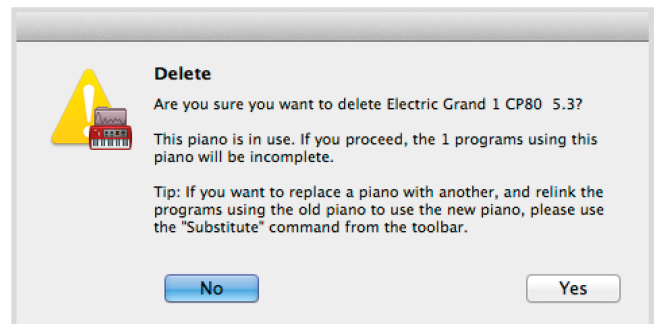 Delete
Are you sure you want to delete Electric Grand 1 CP80  5.3?
This piano is in use. If you proceed, the 1 programs using this
piano will be incomplete.
Tip: If you want to replace a piano with another, and relink the
programs using the old piano to use the new piano, please use
the "Substitute" command from the toolbar.
No
Yes